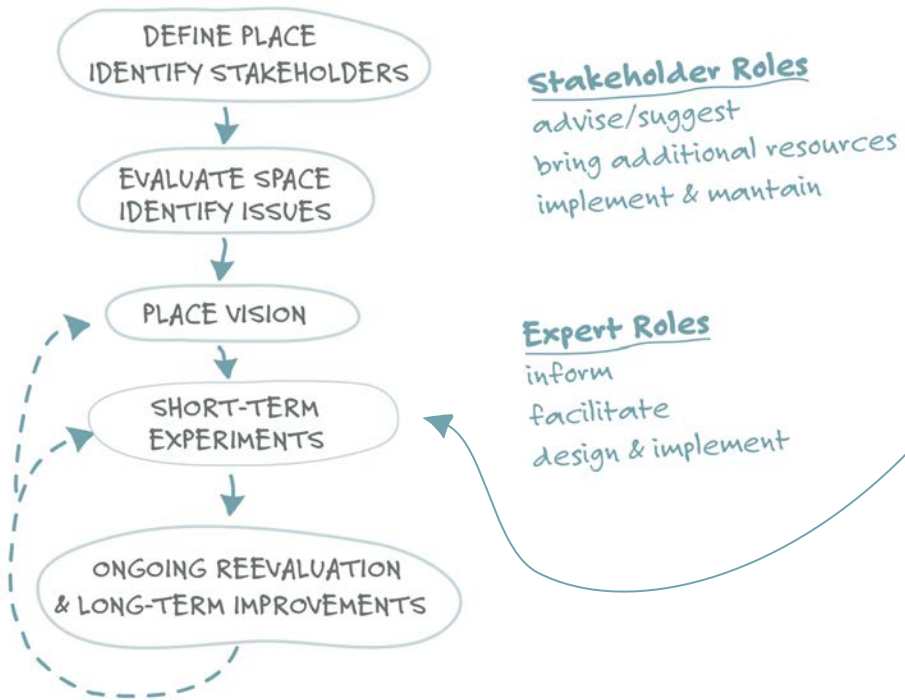 DEFINE PLACE
IDENTIFY STAKEHOLDERS
EVALUATE SPACE
IDENTIFY ISSUES
PLACE VISION
SHORT-TERM
EXPERIMENTS
ONGOING REEVALUATION
& LONG-TERM IMPROVEMENTS
Stakeholder Roles
advise/suggest
bring additional resources
implement & mantain
Expert Roles
inform
facilitate
design & implement